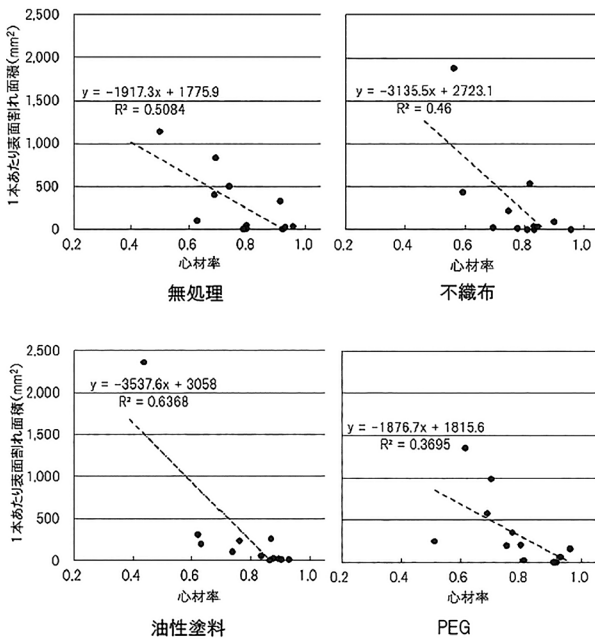 1本あたり表面割れ面積(mm²)
2,500
2,000
1,500
1,000
500
0
y = −1917.3x + 1775.9
R² = 0.5084
0.2 0.4 0.6 0.8 1.0
心材率
無処理
y = −3135.5x + 2723.1
R² = 0.46
0.2 0.4 0.6 0.8 1.0
心材率
不織布
1本あたり表面割れ面積(mm²)
2,500
2,000
1,500
1,000
500
0
y = −3537.6x + 3058
R² = 0.6368
0.2 0.4 0.6 0.8 1.0
心材率
油性塗料
y = −1876.7x + 1815.6
R² = 0.3695
0.2 0.4 0.6 0.8 1.0
心材率
PEG